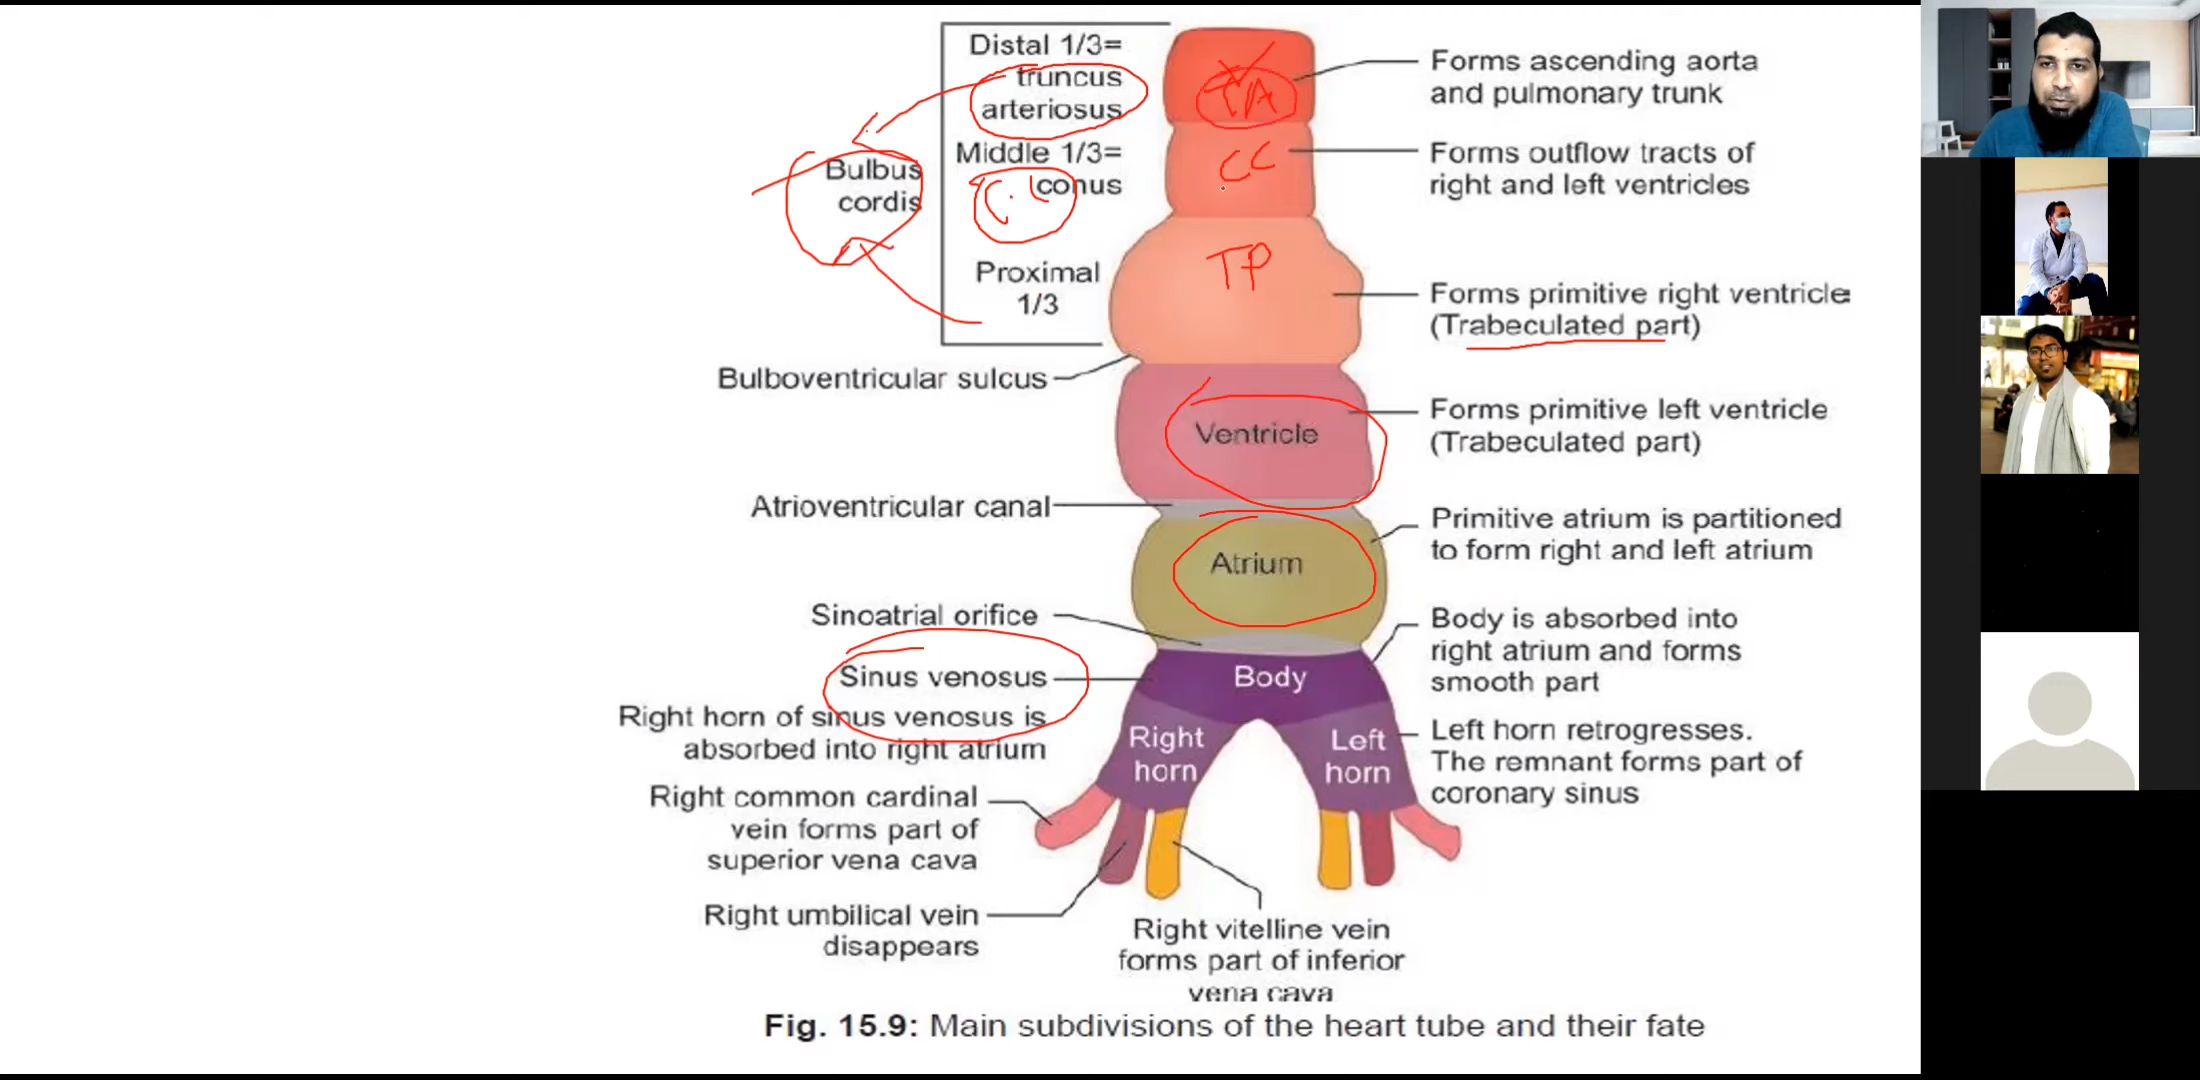 Distal 1/3=
truncus
arteriosus
Middle 1/3=
conus
Bulbus
cordis
Proximal
1/3
Bulboventricular sulcus
Atrioventricular canal
Sinoatrial orifice
Sinus venosus
Right horn of sinus venosus is
absorbed into right atrium
Right common cardinal
vein forms part of
superior vena cava
Right umbilical vein
disappears
TA
CC
TP
C.C
Ventricle
Atrium
Body
Right
horn
Left
horn
Right vitelline vein
forms part of inferior
vena cava
Forms ascending aorta
and pulmonary trunk
Forms outflow tracts of
right and left ventricles
Forms primitive right ventricle
(Trabeculated part)
Forms primitive left ventricle
(Trabeculated part)
Primitive atrium is partitioned
to form right and left atrium
Body is absorbed into
right atrium and forms
smooth part
Left horn retrogresses.
The remnant forms part of
coronary sinus
Fig. 15.9: Main subdivisions of the heart tube and their fate